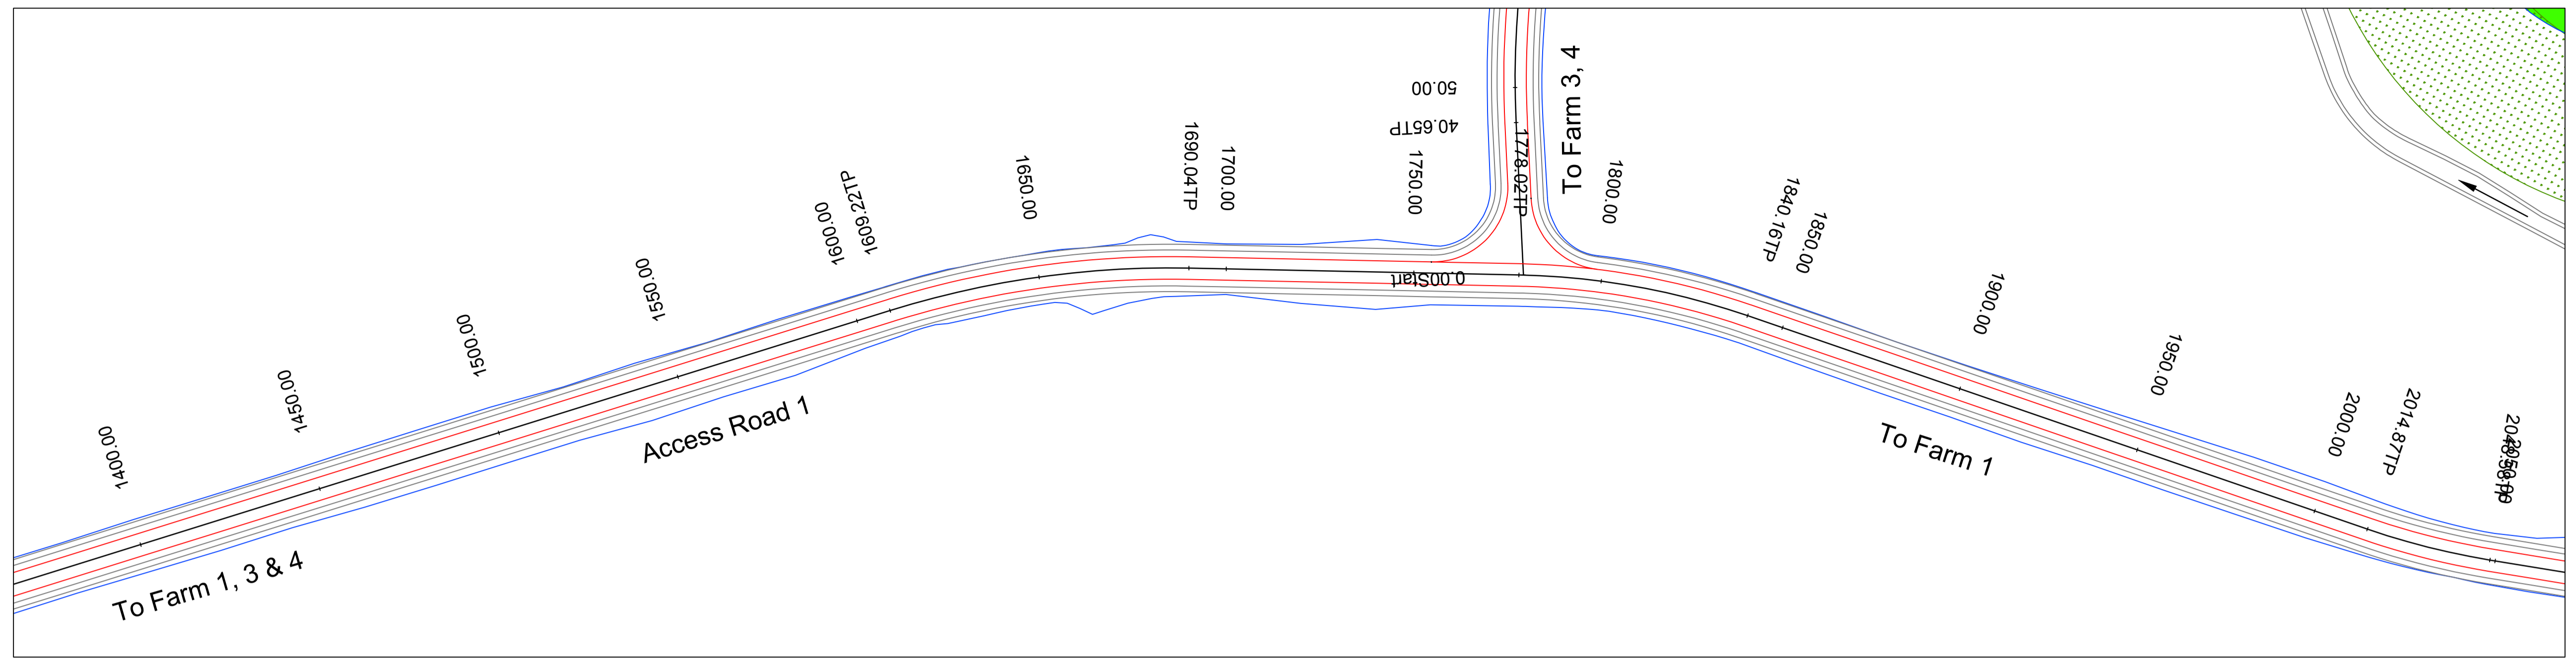 1400.00
1450.00
1500.00
1550.00
1600.00
1609.22TP
1650.00
1690.04TP
1700.00
1750.00
50.00
40.65TP
0.00Start
1778.02TP
To Farm 3, 4
1800.00
1840.16TP
1850.00
1900.00
1950.00
2000.00
2014.87TP
2050.00
To Farm 1, 3 & 4
Access Road 1
To Farm 1